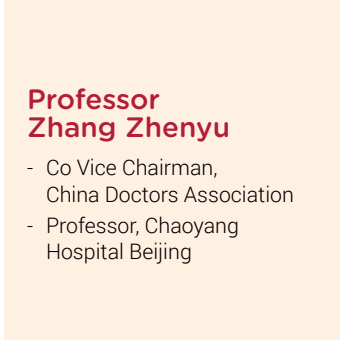 Professor
Zhang Zhenyu
- Co Vice Chairman,
China Doctors Association
- Professor, Chaoyang
Hospital Beijing